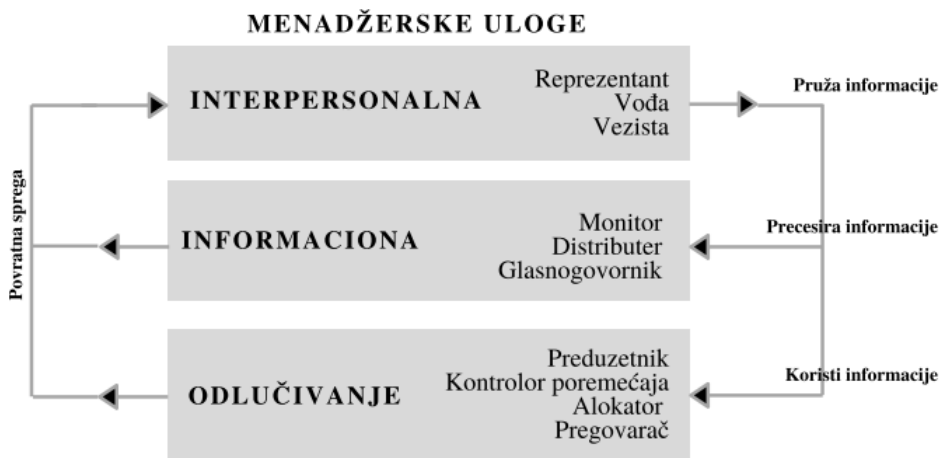 MENADŽERSKE ULOGE
INTERPERSONALNA
Reprezentant
Vođa
Vezista
Pruža informacije
INFORMACIONA
Monitor
Distributer
Glasnogovornik
Precesira informacije
ODLUČIVANJE
Preduzetnik
Kontrolor poremećaja
Alokator
Pregovarač
Koristi informacije
Povratna sprega